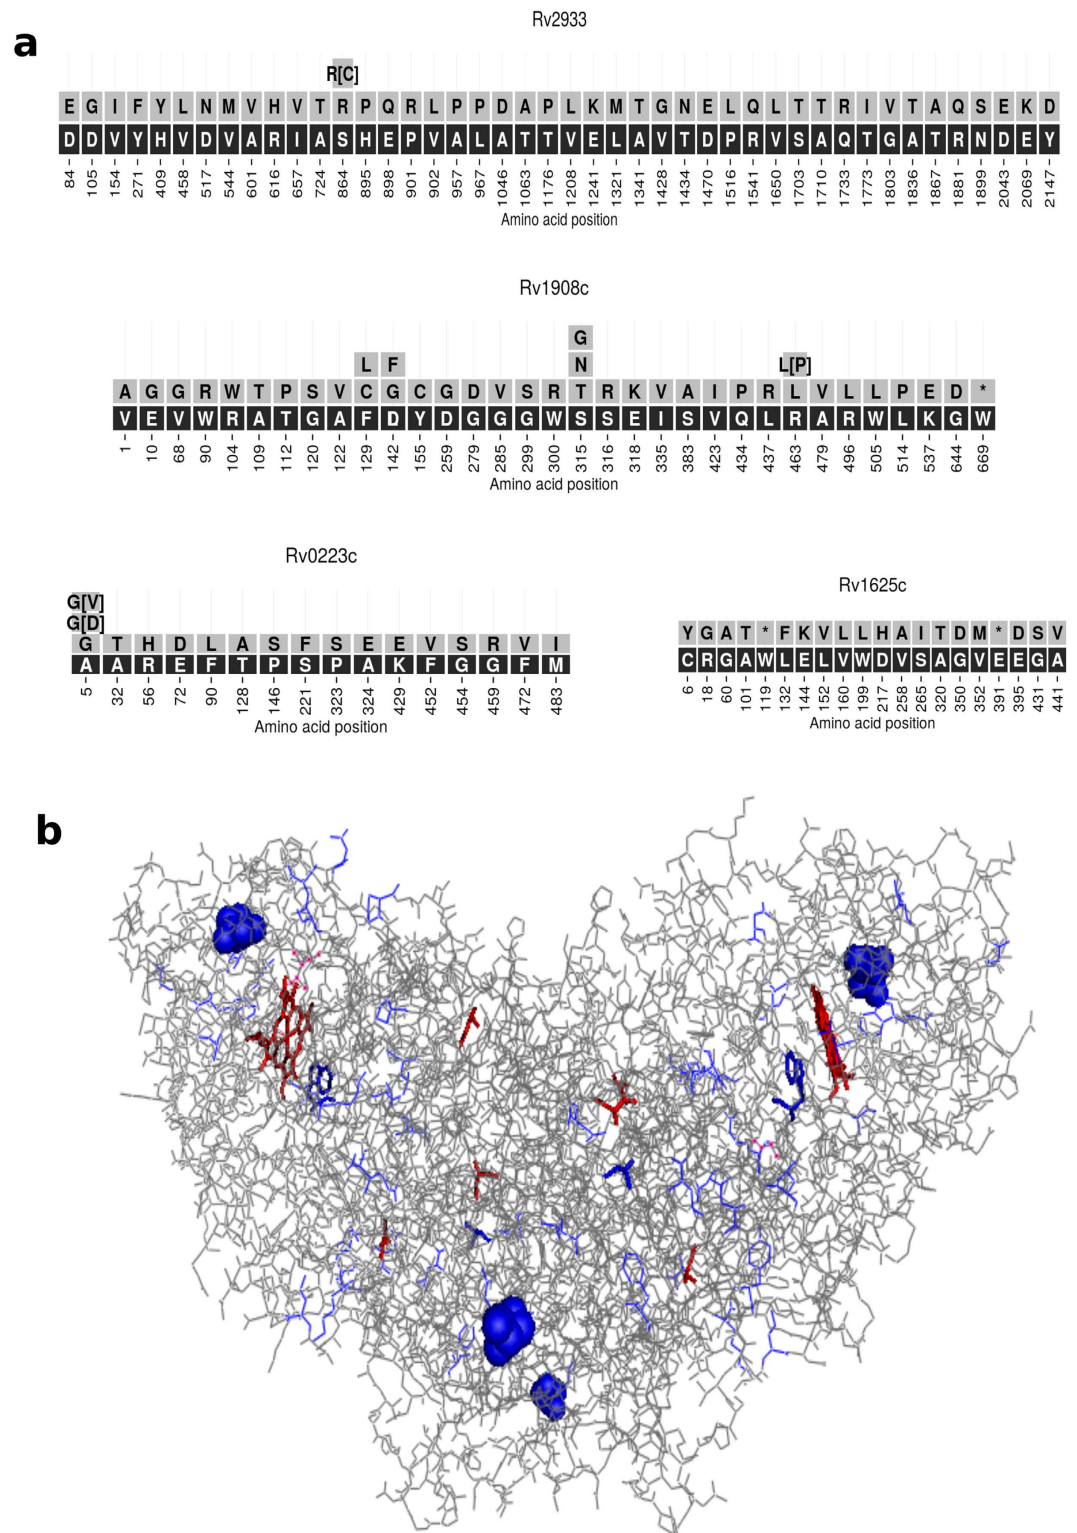 a
Rv2933
R[C]
E G I F Y L N M V H V T R P Q R L P P D A P L K M T G N E L Q L T T R I V T A Q S E K D
D D V Y H V D V A R I A S H E P V A L A T T V E L A V T D P R V S A Q T G A T R N D E Y
84 105 154 271 409 458 517 544 601 616 657 724 864 895 898 901 902 957 967 1046 1063 1176 1208 1241 1321 1341 1428 1434 1470 1516 1541 1650 1703 1710 1733 1773 1803 1836 1867 1881 1899 2043 2069 2147
Amino acid position
Rv1908c
G
L F N L[P]
A G G R W T P S V C G C G D V S R T R K V A I P R L V L L P E D *
V E V W R A T G A F D Y D G G G W S S E I S V Q L R A R W L K G W
1 10 68 90 104 109 112 120 122 129 142 155 259 279 285 299 300 315 316 318 335 383 423 434 437 463 479 496 505 514 537 644 669
Amino acid position
Rv0223c
G[V]
G[D]
G T H D L A S F S E E V S R V I
A A R E F T P S P A K F G G F M
5 32 56 72 90 128 146 221 323 324 429 452 454 459 472 483
Amino acid position
Rv1625c
Y G A T * F K V L L H A I T D M * D S V
C R G A W L E L V W D V S A G V E E G A
6 18 60 101 119 132 144 152 160 199 217 258 265 320 350 352 391 395 431 441
Amino acid position
b